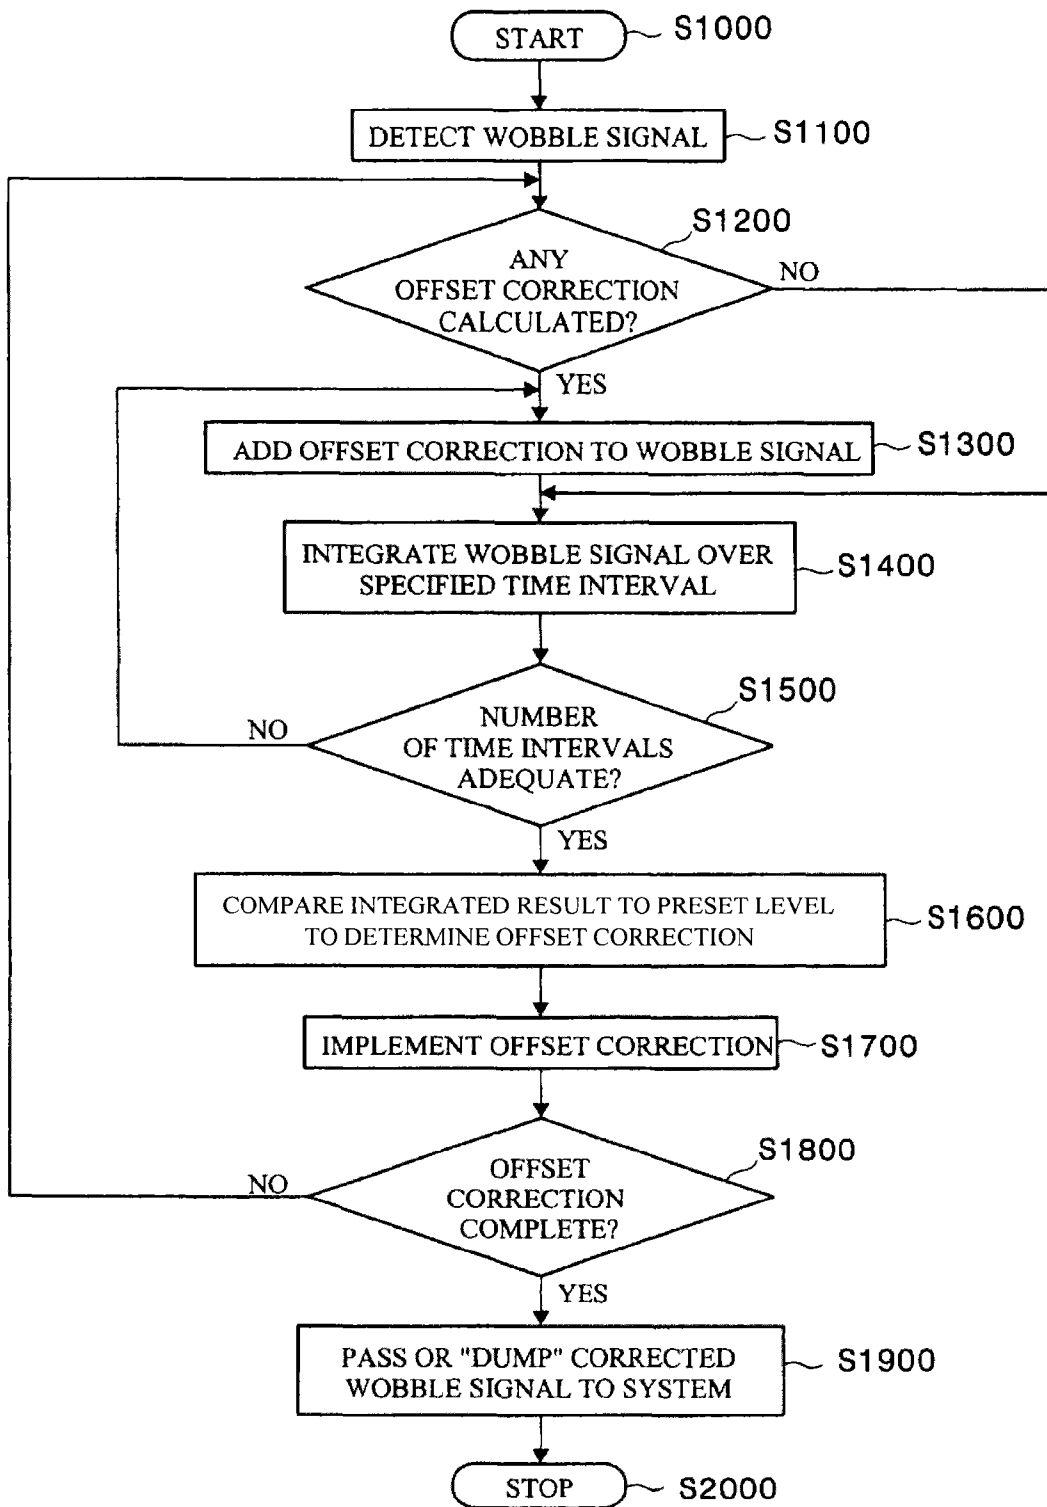 START
S1000
DETECT WOBBLE SIGNAL
S1100
S1200
ANY
OFFSET CORRECTION
CALCULATED?
NO
YES
ADD OFFSET CORRECTION TO WOBBLE SIGNAL
S1300
INTEGRATE WOBBLE SIGNAL OVER
SPECIFIED TIME INTERVAL
S1400
S1500
NUMBER
OF TIME INTERVALS
ADEQUATE?
NO
YES
COMPARE INTEGRATED RESULT TO PRESET LEVEL
TO DETERMINE OFFSET CORRECTION
S1600
IMPLEMENT OFFSET CORRECTION
S1700
S1800
OFFSET
CORRECTION
COMPLETE?
NO
YES
PASS OR "DUMP" CORRECTED
WOBBLE SIGNAL TO SYSTEM
S1900
STOP
S2000